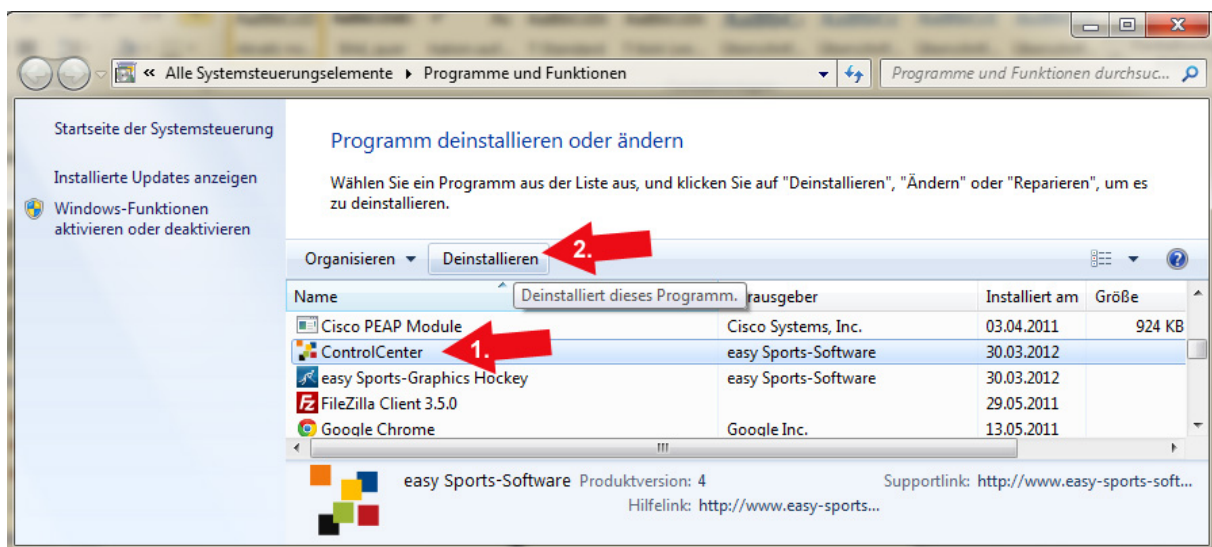 « Alle Systemsteuerungselemente Programme und Funktionen Programme und Funktionen durchsuc...
Startseite der Systemsteuerung
Installierte Updates anzeigen
Windows-Funktionen
aktivieren oder deaktivieren
Programm deinstallieren oder ändern
Wählen Sie ein Programm aus der Liste aus, und klicken Sie auf "Deinstallieren", "Ändern" oder "Reparieren", um es
zu deinstallieren.
Organisieren Deinstallieren 2.
Name Deinstalliert dieses Programm. rausgeber Installiert am Größe
Cisco PEAP Module Cisco Systems, Inc. 03.04.2011 924 KB
ControlCenter 1. easy Sports-Software 30.03.2012
easy Sports-Graphics Hockey easy Sports-Software 30.03.2012
FileZilla Client 3.5.0 29.05.2011
Google Chrome Google Inc. 13.05.2011
easy Sports-Software Produktversion: 4 Supportlink: http://www.easy-sports-soft...
Hilfelink: http://www.easy-sports...